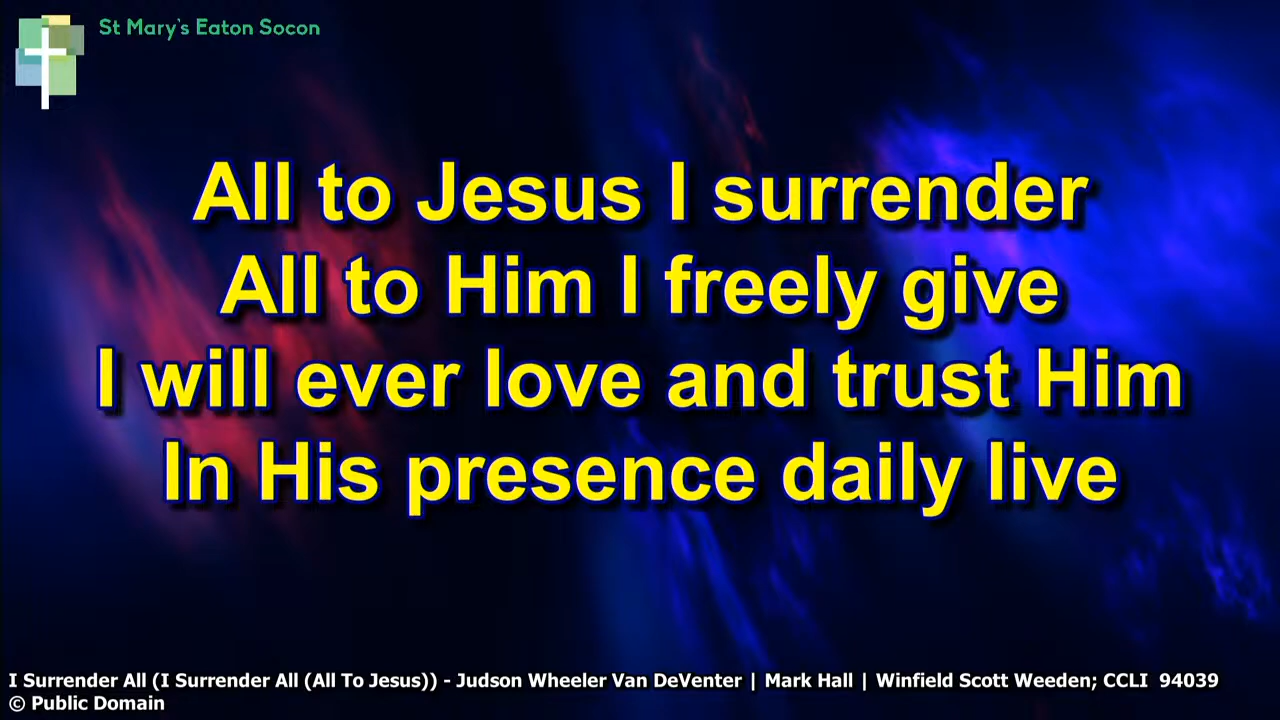 St Mary's Eaton Socon
All to Jesus I surrender
All to Him I freely give
I will ever love and trust Him
In His presence daily live
I Surrender All (I Surrender All (All To Jesus)) - Judson Wheeler Van DeVenter | Mark Hall | Winfield Scott Weeden; CCLI 94039
© Public Domain